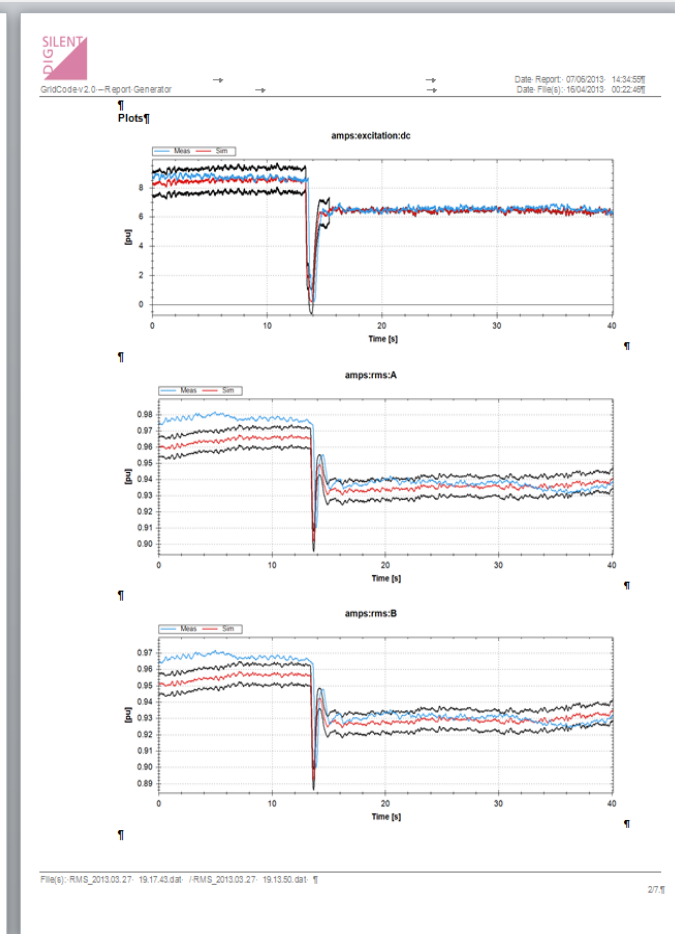 SILENT
DIG
Date· Report:· 07/06/2013· 14:34:55¶
GridCode·v2.0·—Report·Generator
Date· File(s):· 16/04/2013· 00:22:46¶
¶
Plots¶
amps:excitation:dc
Meas Sim
8
6
4
2
0
[pu]
0 10 20 30 40
Time [s]
¶
¶
amps:rms:A
Meas Sim
0.98
0.97
0.96
0.95
0.94
0.93
0.92
0.91
0.90
[pu]
0 10 20 30 40
Time [s]
¶
¶
amps:rms:B
Meas Sim
0.97
0.96
0.95
0.94
0.93
0.92
0.91
0.90
0.89
[pu]
0 10 20 30 40
Time [s]
¶
¶
File(s):·RMS_2013.03.27· 19.17.43.dat· /·RMS_2013.03.27· 19.13.50.dat· ¶
2/7·¶